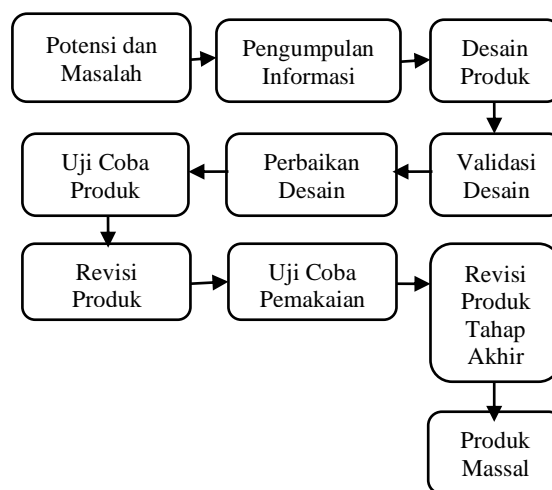 Potensi dan
Masalah
Pengumpulan
Informasi
Desain
Produk
Validasi
Desain
Perbaikan
Desain
Uji Coba
Produk
Revisi
Produk
Uji Coba
Pemakaian
Revisi
Produk
Tahap
Akhir
Produk
Massal